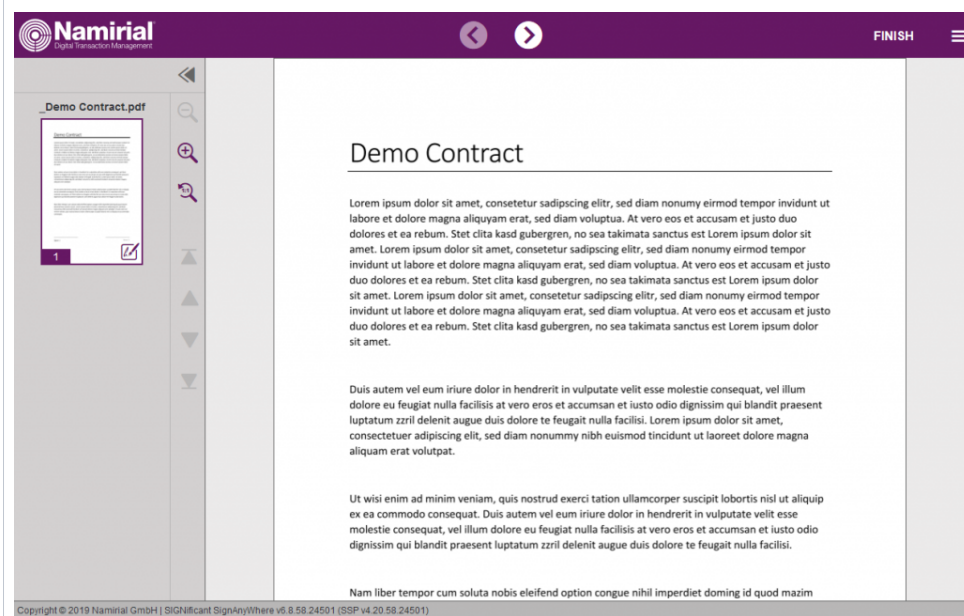 Namirial
Digital Transaction Management
FINISH
_Demo Contract.pdf
Demo Contract
1:1
1
Demo Contract
Lorem ipsum dolor sit amet, consetetur sadipscing elitr, sed diam nonumy eirmod tempor invidunt ut
labore et dolore magna aliquyam erat, sed diam voluptua. At vero eos et accusam et justo duo
dolores et ea rebum. Stet clita kasd gubergren, no sea takimata sanctus est Lorem ipsum dolor sit
amet. Lorem ipsum dolor sit amet, consetetur sadipscing elitr, sed diam nonumy eirmod tempor
invidunt ut labore et dolore magna aliquyam erat, sed diam voluptua. At vero eos et accusam et justo
duo dolores et ea rebum. Stet clita kasd gubergren, no sea takimata sanctus est Lorem ipsum dolor
sit amet. Lorem ipsum dolor sit amet, consetetur sadipscing elitr, sed diam nonumy eirmod tempor
invidunt ut labore et dolore magna aliquyam erat, sed diam voluptua. At vero eos et accusam et justo
duo dolores et ea rebum. Stet clita kasd gubergren, no sea takimata sanctus est Lorem ipsum dolor
sit amet.
Duis autem vel eum iriure dolor in hendrerit in vulputate velit esse molestie consequat, vel illum
dolore eu feugiat nulla facilisis at vero eros et accumsan et iusto odio dignissim qui blandit praesent
luptatum zzril delenit augue duis dolore te feugait nulla facilisi. Lorem ipsum dolor sit amet,
consectetuer adipiscing elit, sed diam nonummy nibh euismod tincidunt ut laoreet dolore magna
aliquam erat volutpat.
Ut wisi enim ad minim veniam, quis nostrud exerci tation ullamcorper suscipit lobortis nisl ut aliquip
ex ea commodo consequat. Duis autem vel eum iriure dolor in hendrerit in vulputate velit esse
molestie consequat, vel illum dolore eu feugiat nulla facilisis at vero eros et accumsan et iusto odio
dignissim qui blandit praesent luptatum zzril delenit augue duis dolore te feugait nulla facilisi.
Nam liber tempor cum soluta nobis eleifend option congue nihil imperdiet doming id quod mazim
Copyright © 2019 Namirial GmbH | SIGNificant SignAnyWhere v6.8.58.24501 (SSP v4.20.58.24501)